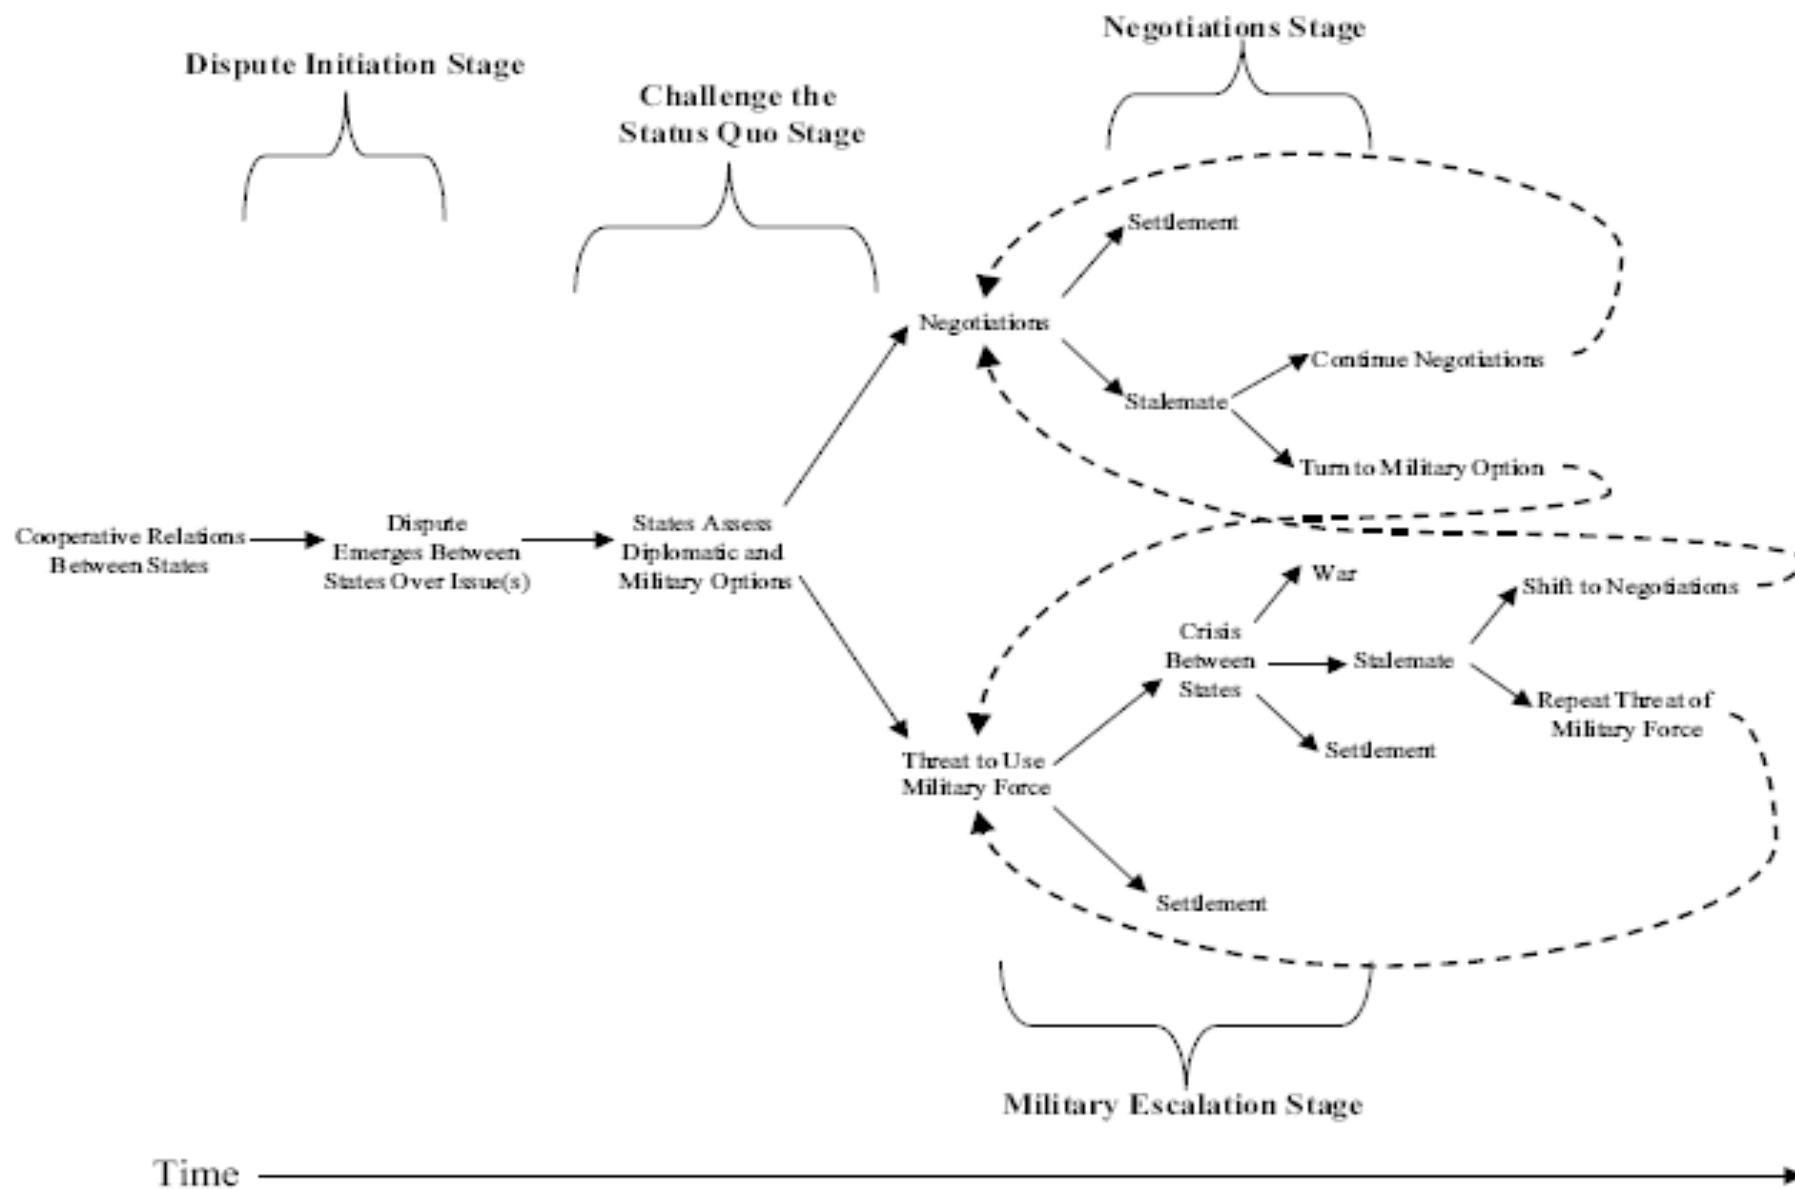 Negotiations Stage
Dispute Initiation Stage
Challenge the
Status Quo Stage
Settlement
Negotiations
Continue Negotiations
Stalemate
Turn to Military Option
Cooperative Relations
Between States
Dispute
Emerges Between
States Over Issue(s)
States Assess
Diplomatic and
Military Options
War
Shift to Negotiations
Crisis
Between
States
Stalemate
Repeat Threat of
Military Force
Settlement
Threat to Use
Military Force
Settlement
Military Escalation Stage
Time